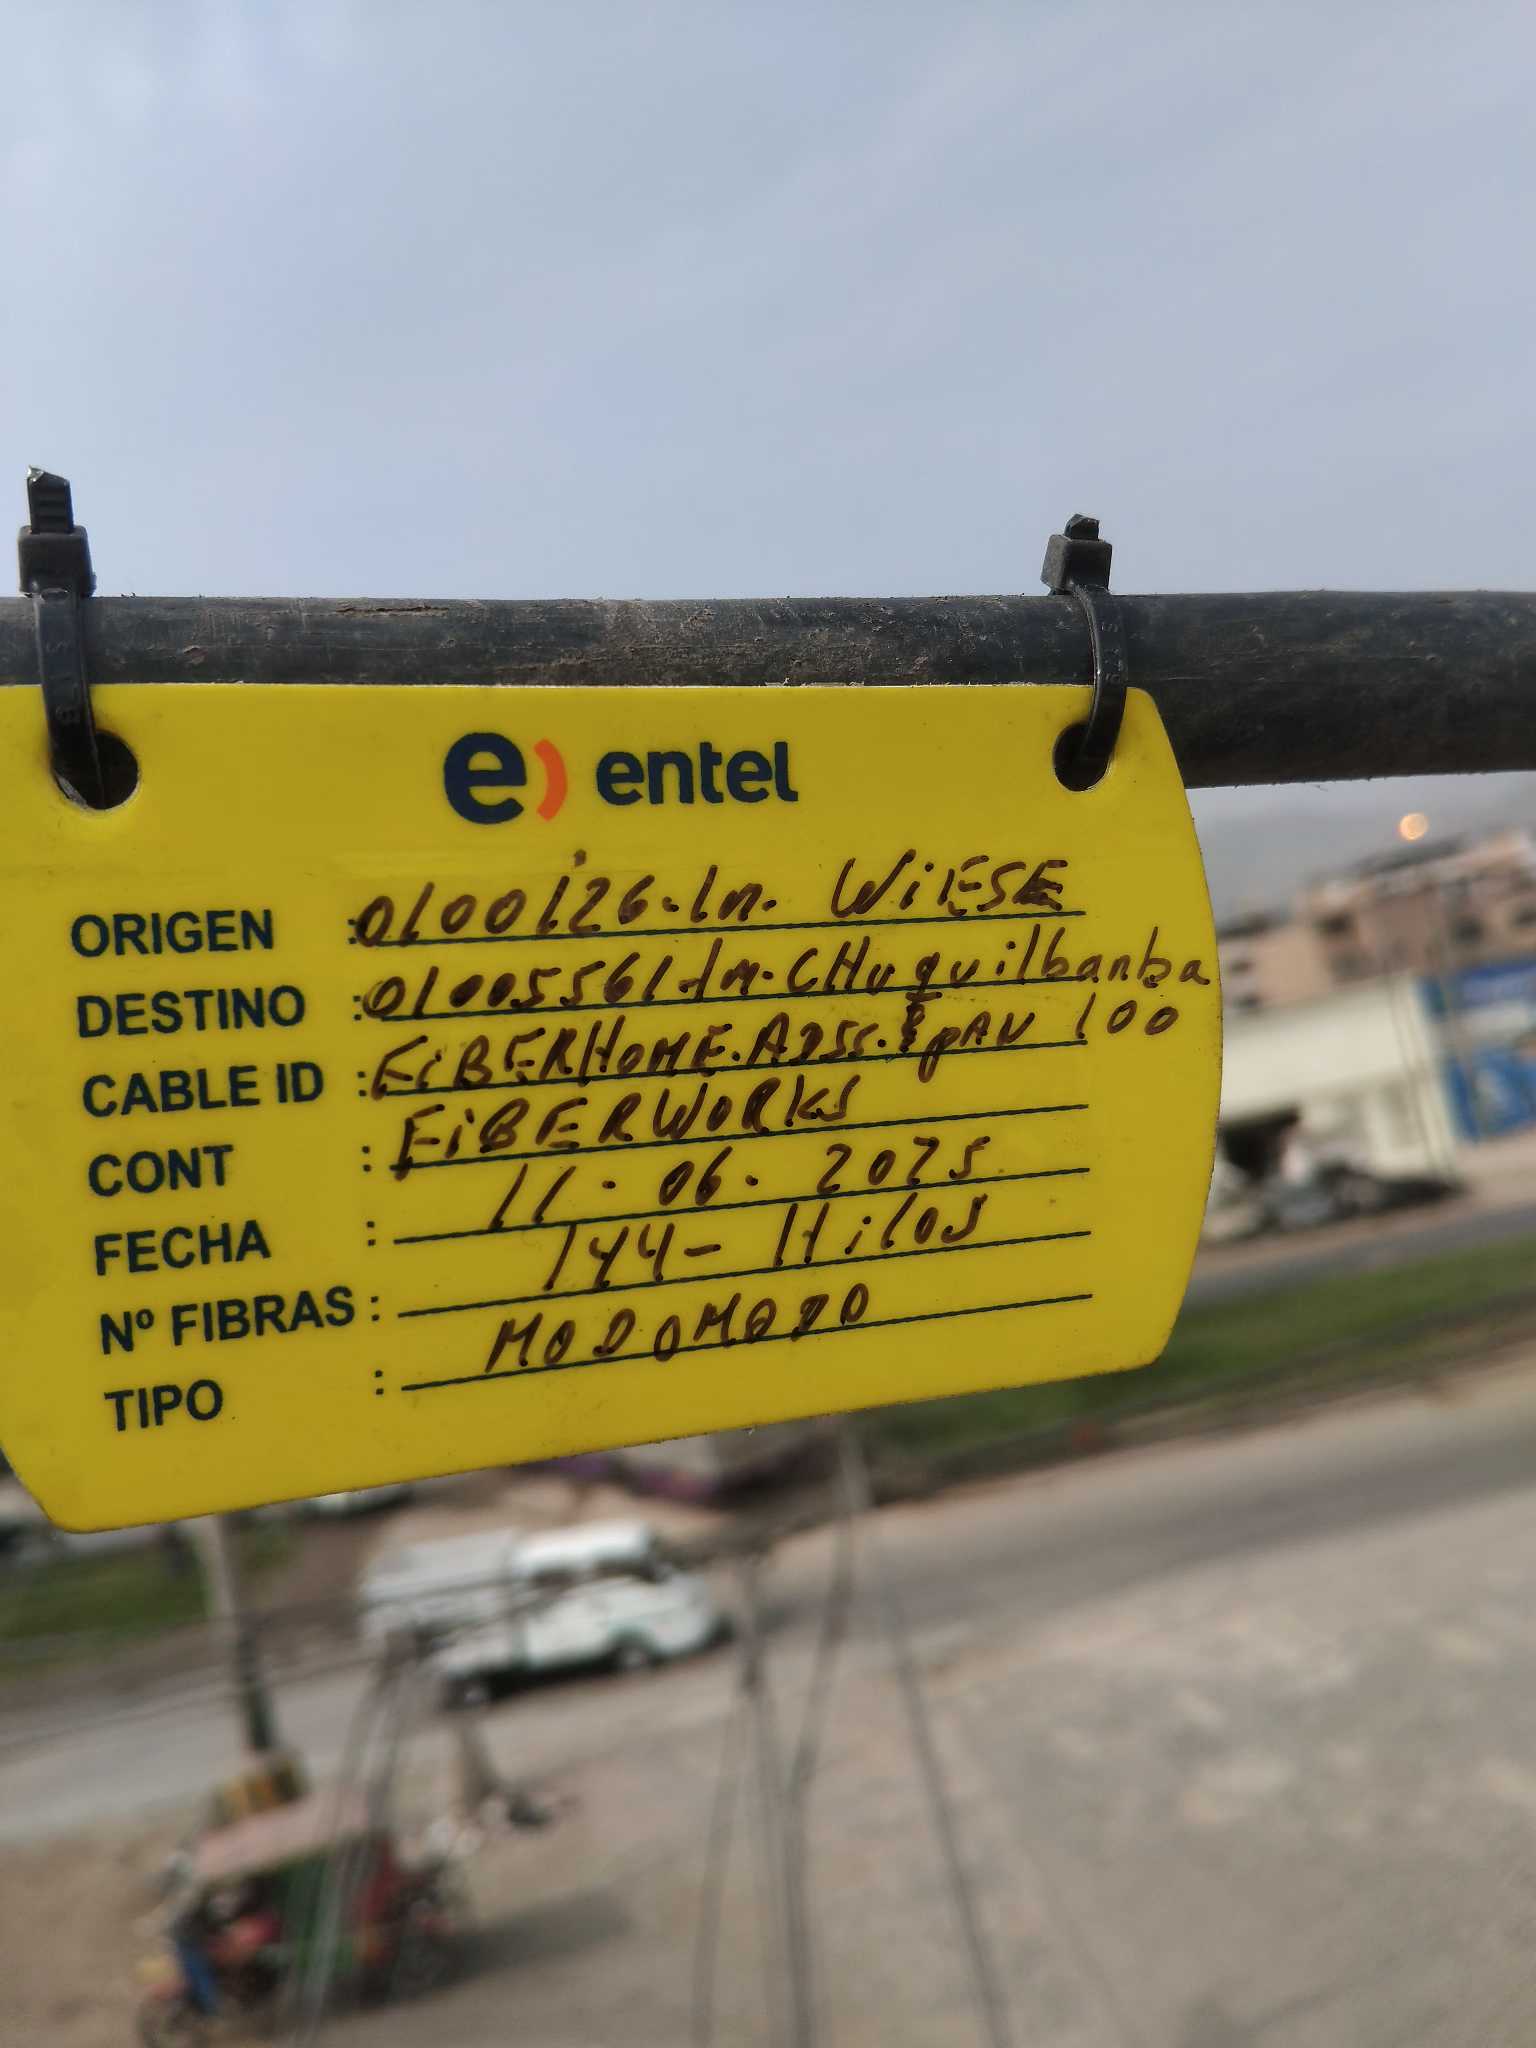 e) entel
ORIGEN : 0100126.lm. WiESE
DESTINO : 01005561.lm.CHuquilbanba
CABLE ID : FiBERHOME.ADSS. SpAN 100
CONT : FiBERWORKS
FECHA : 11.06.2025
Nº FIBRAS : 144- Hilos
TIPO : MODOMODO